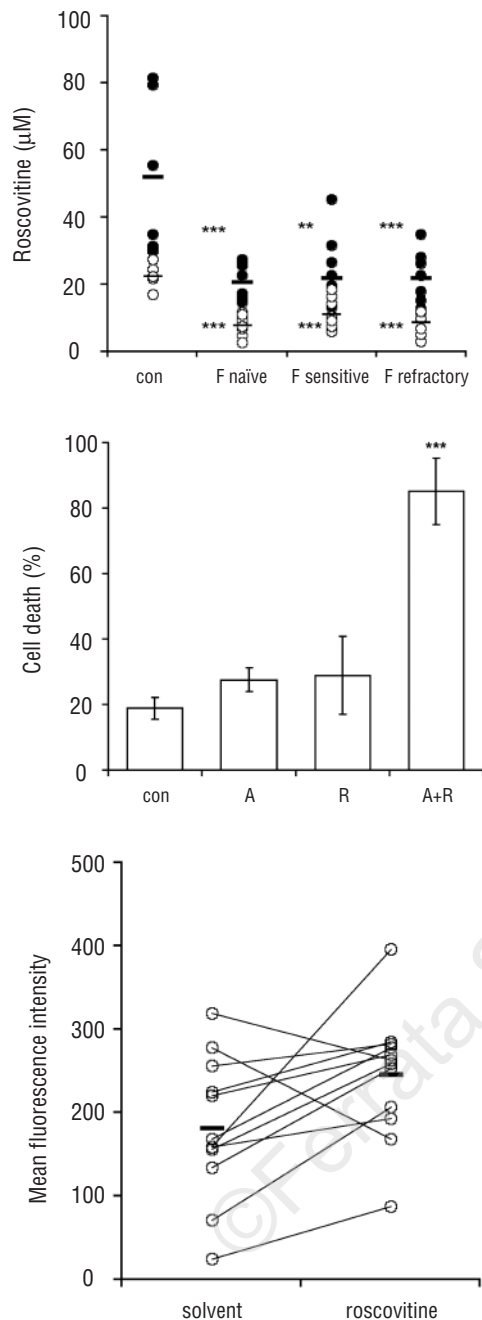 Roscovitine (μM)
100
80
60
40
20
0
*** ** ***
*** *** ***
con F naïve F sensitive F refractory
Cell death (%)
100
80
60
40
20
0
***
con A R A+R
Mean fluorescence intensity
500
400
300
200
100
0
solvent roscovitine
©Ferrata